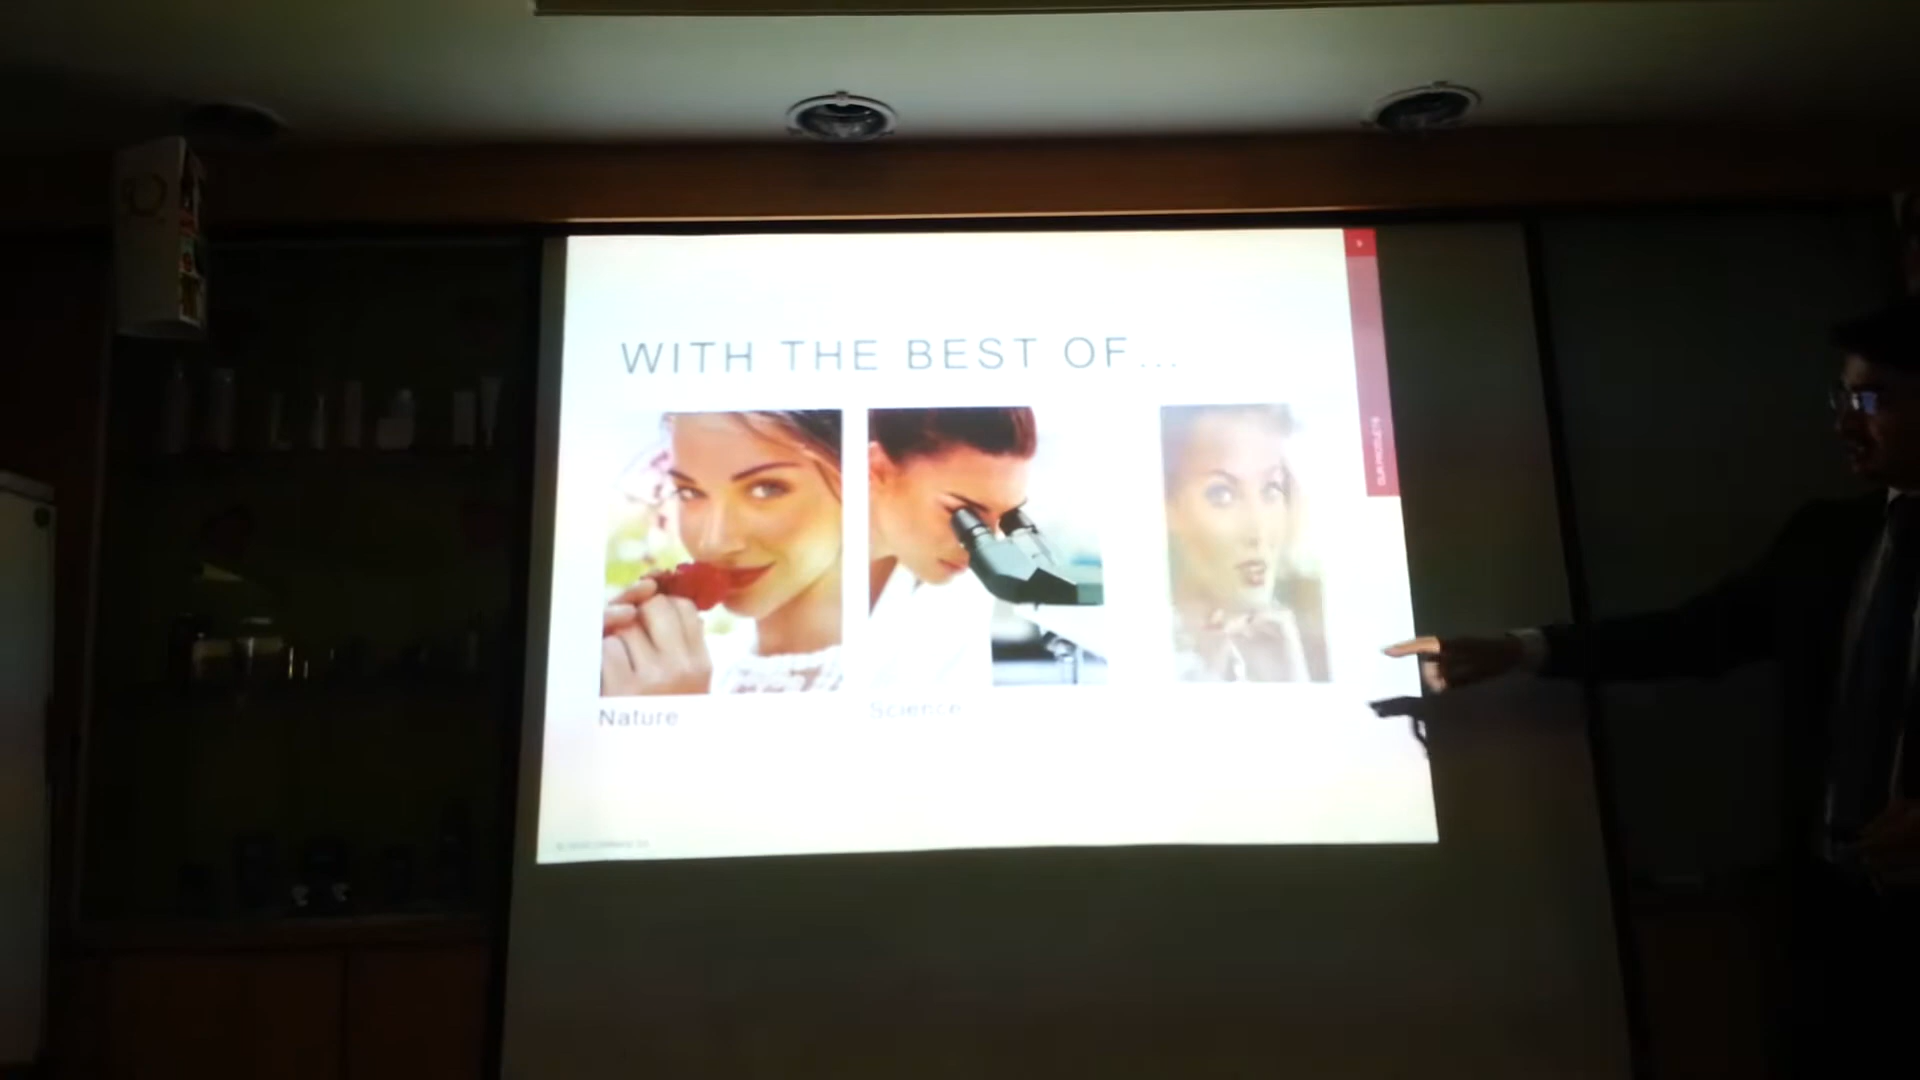 WITH THE BEST OF...
Nature
Science